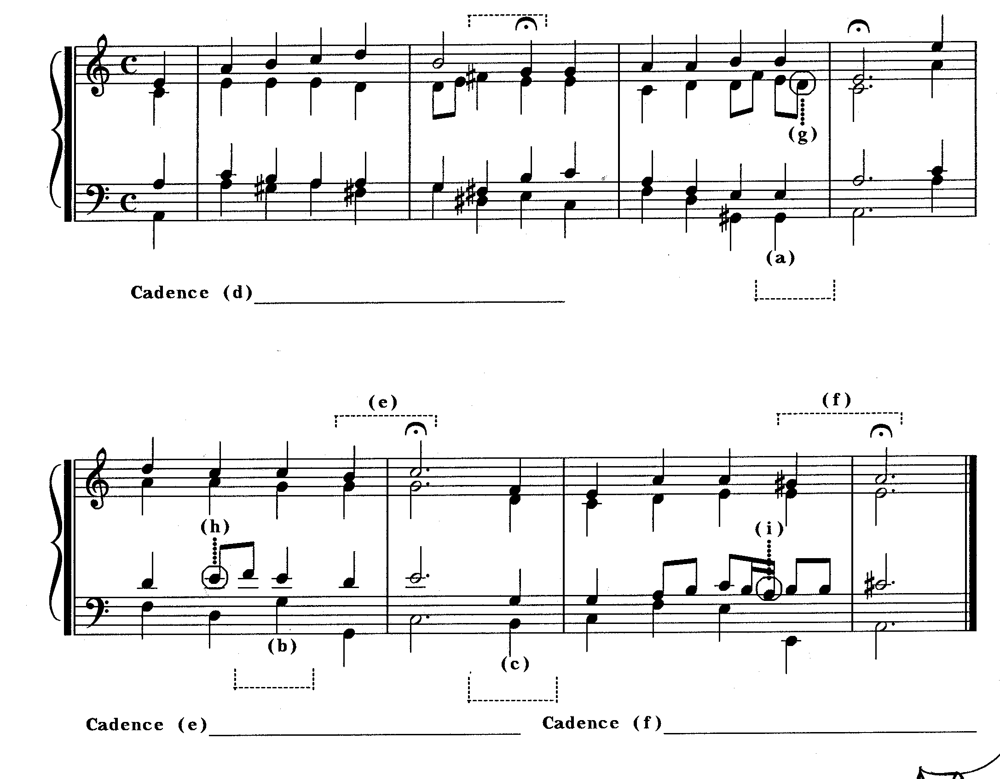 (g)
(a)
Cadence (d)
(e)
(f)
(h)
(i)
(b)
(c)
Cadence (e)
Cadence (f)